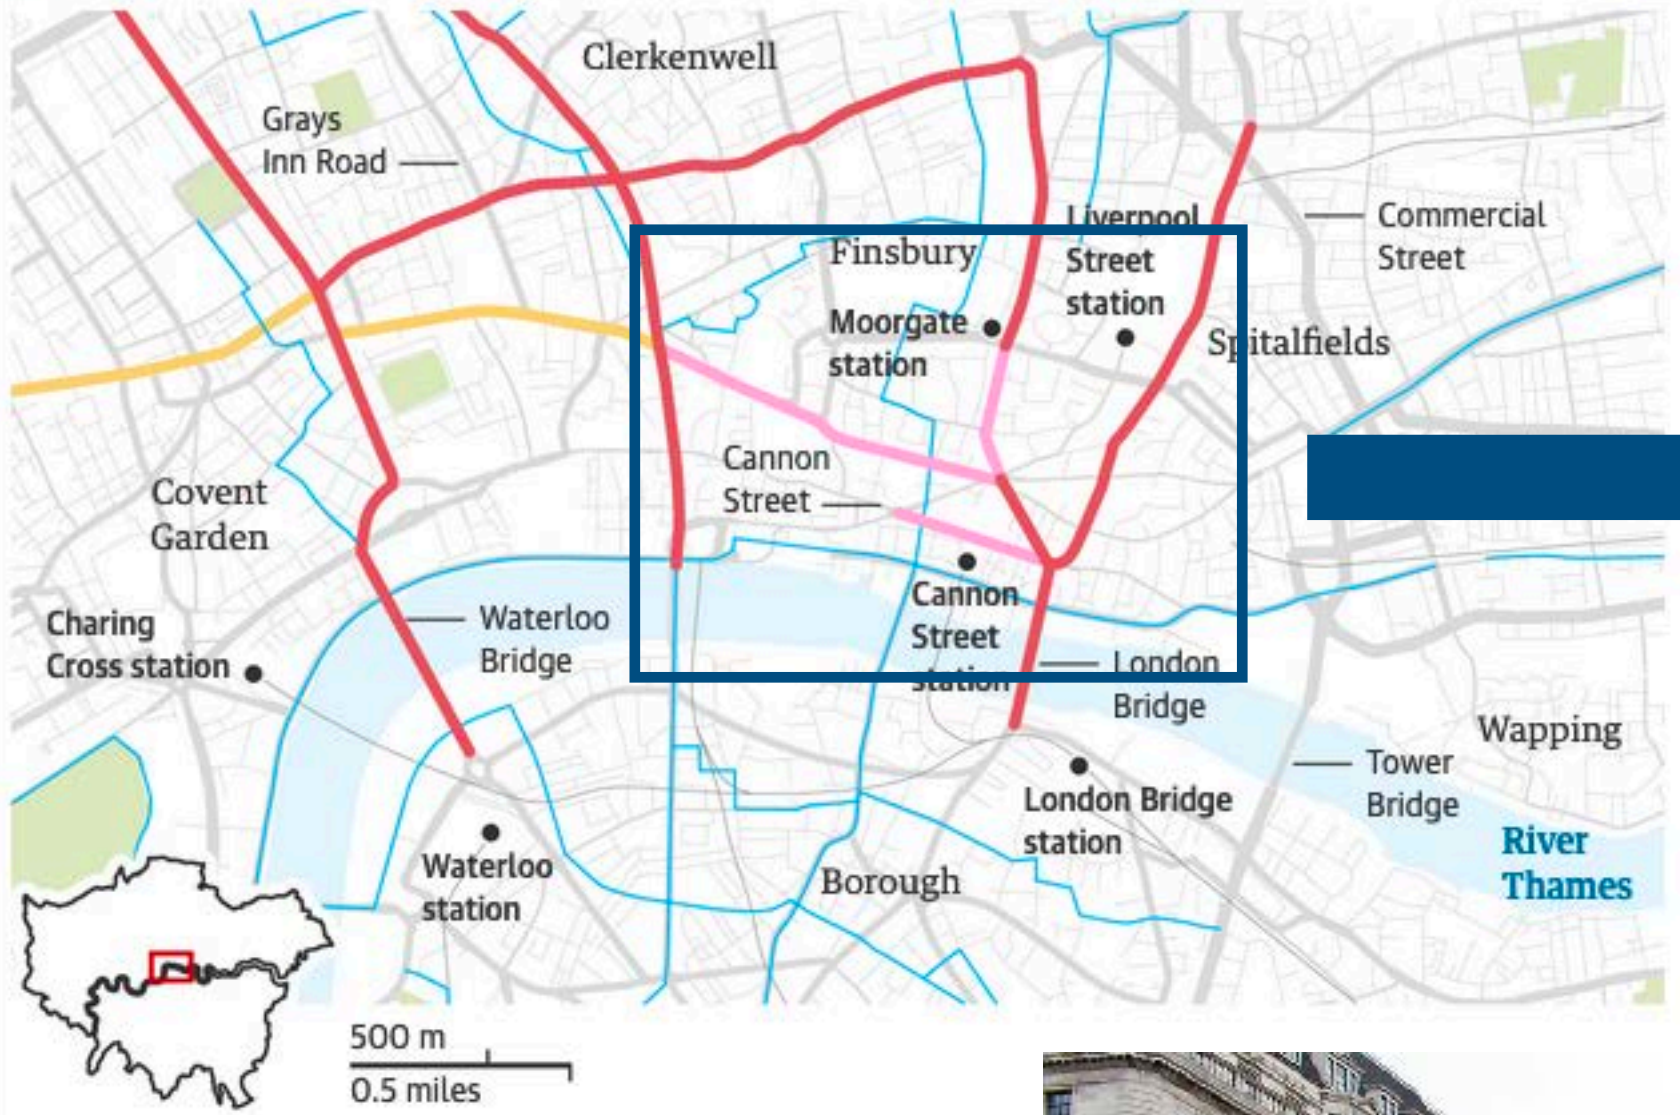 Clerkenwell
Grays
Inn Road
Liverpool
Street
station
Commercial
Street
Finsbury
Moorgate
station
Spitalfields
Cannon
Street
Covent
Garden
Charing
Cross station
Waterloo
Bridge
Cannon
Street
station
London
Bridge
Wapping
Tower
Bridge
London Bridge
station
River
Thames
Waterloo
station
Borough
500 m
0.5 miles